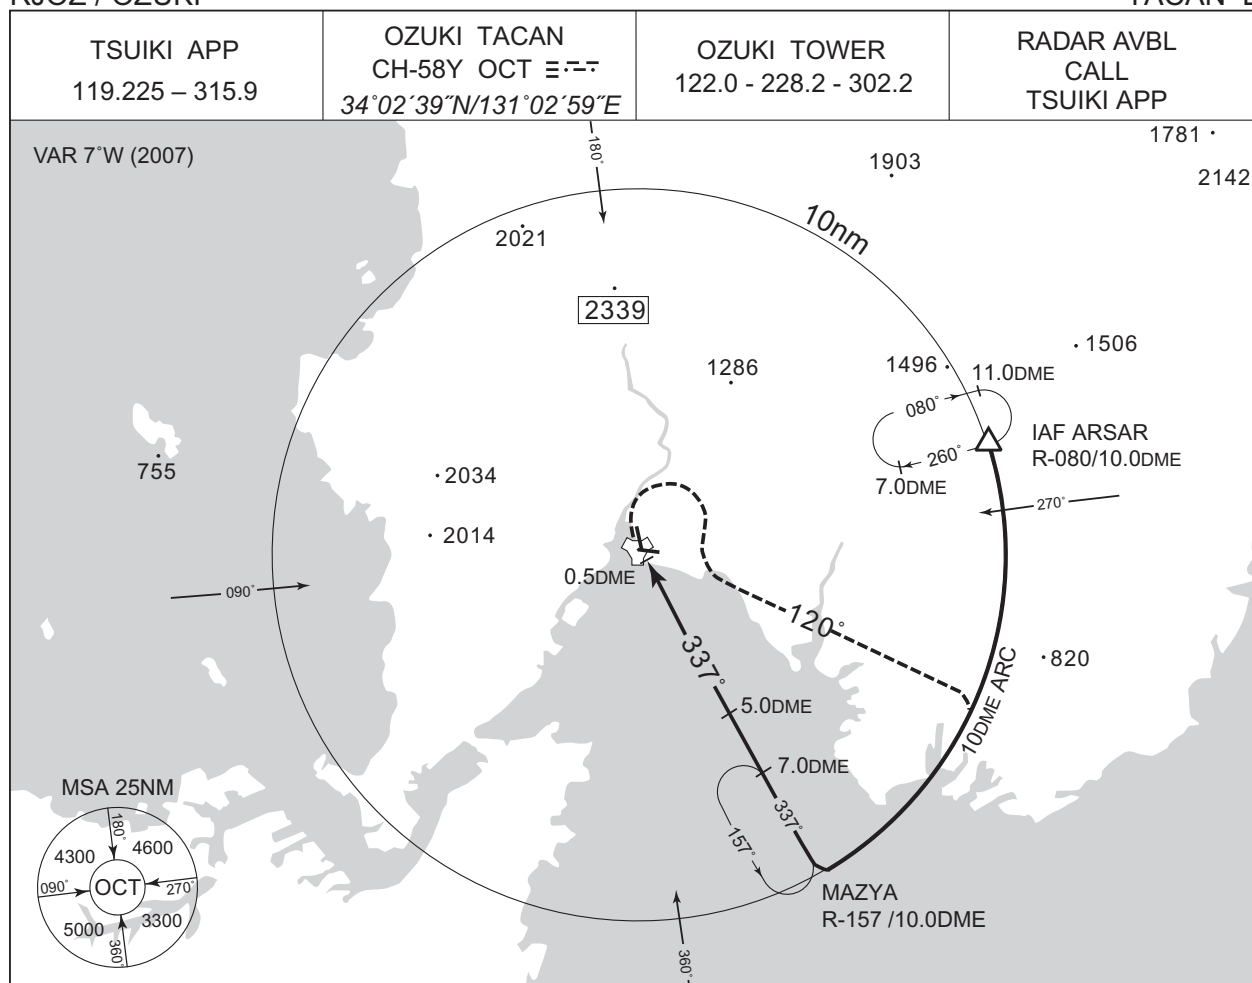 TSUIKI APP
119.225 – 315.9
OZUKI TACAN
CH-58Y OCT
34°02´39˝N/131°02´59˝E
OZUKI TOWER
122.0 - 228.2 - 302.2
RADAR AVBL
CALL
TSUIKI APP
VAR 7°W (2007)
180°
1903
1781
2142
10nm
2021
2339
1286
1496
1506
11.0DME
080°
IAF ARSAR
R-080/10.0DME
260°
7.0DME
755
2034
2014
270°
0.5DME
090°
120°
337°
820
10DME ARC
5.0DME
7.0DME
337°
157°
MAZYA
R-157 /10.0DME
360°
MSA 25NM
180°
4300
4600
090°
OCT
270°
5000
3300
360°